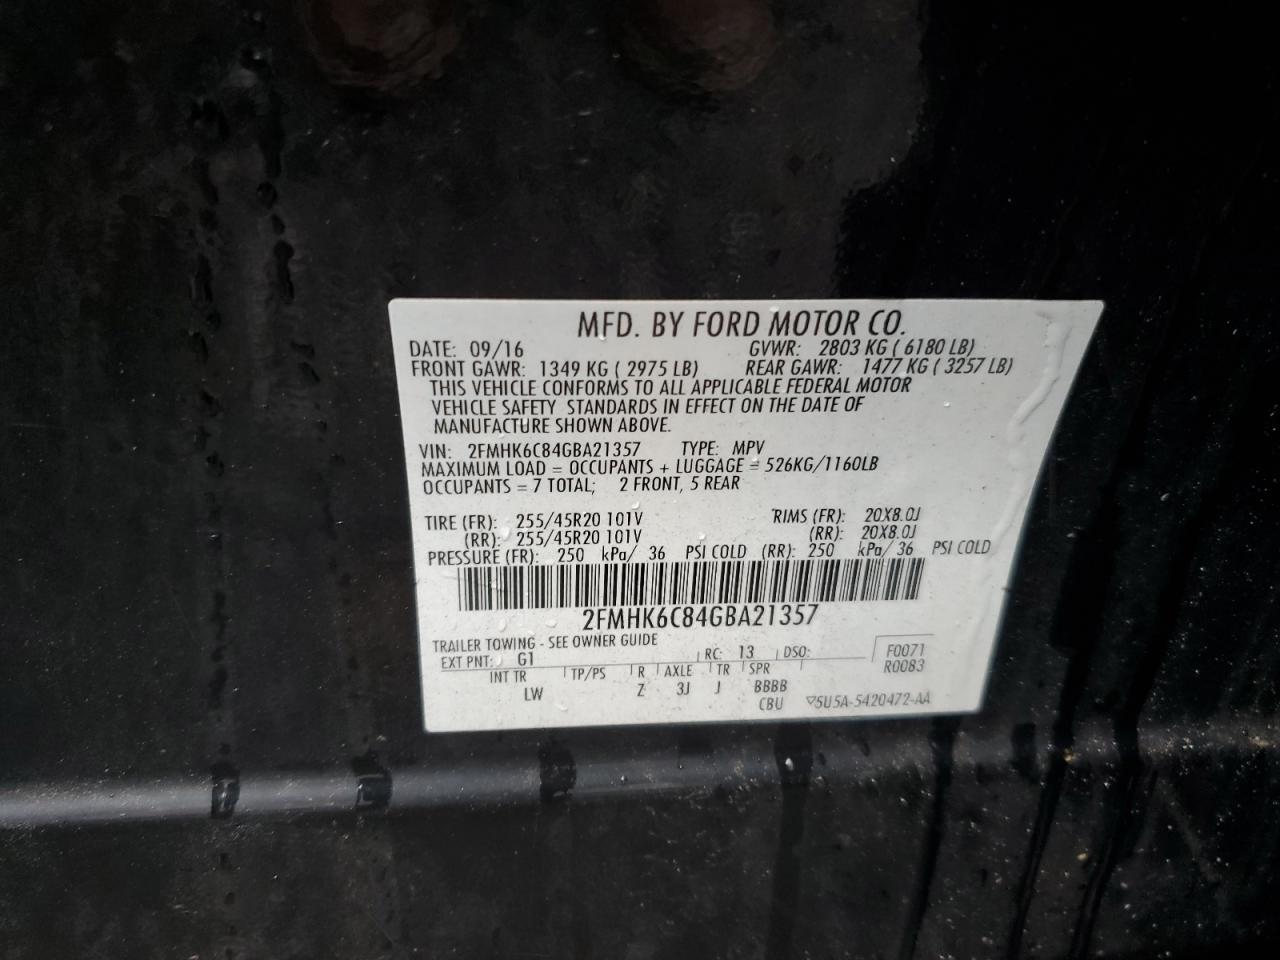 MFD. BY FORD MOTOR CO.
DATE: 09/16 GVWR: 2803 KG ( 6180 LB)
FRONT GAWR: 1349 KG ( 2975 LB) REAR GAWR: 1477 KG ( 3257 LB)
THIS VEHICLE CONFORMS TO ALL APPLICABLE FEDERAL MOTOR
VEHICLE SAFETY STANDARDS IN EFFECT ON THE DATE OF
MANUFACTURE SHOWN ABOVE.
VIN: 2FMHK6C84GBA21357 TYPE: MPV
MAXIMUM LOAD = OCCUPANTS + LUGGAGE = 526KG/1160LB
OCCUPANTS = 7 TOTAL; 2 FRONT, 5 REAR
TIRE (FR): 255/45R20 101V RIMS (FR): 20X8.0J
(RR): 255/45R20 101V (RR): 20X8.0J
PRESSURE (FR): 250 kPa/ 36 PSI COLD (RR): 250 kPa/ 36 PSI COLD
2FMHK6C84GBA21357
TRAILER TOWING - SEE OWNER GUIDE
EXT PNT: G1 RC: 13 DSO: F0071
R0083
INT TR TP/PS R AXLE TR SPR
LW Z 3J J BBBB
CBU 5U5A-5420472-AA